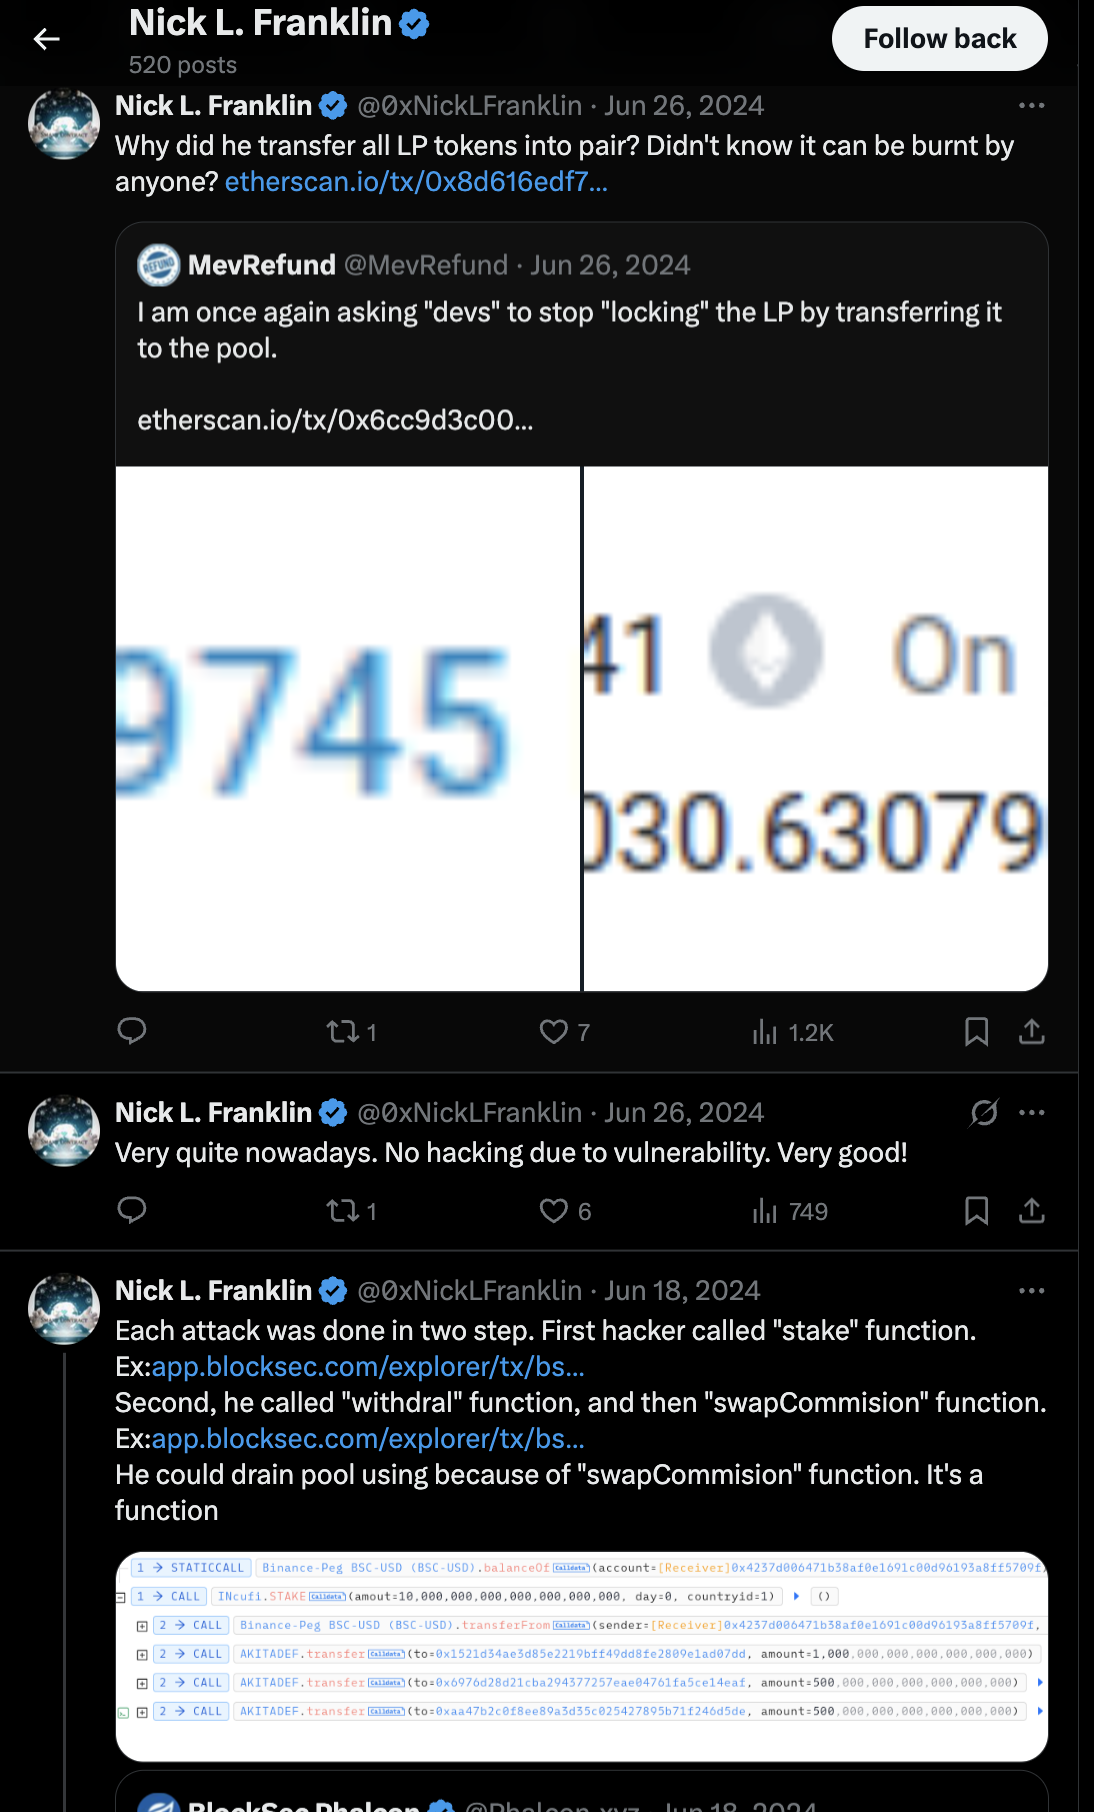 Nick L. Franklin
520 posts
Follow back
Nick L. Franklin @0xNickLFranklin · Jun 26, 2024
Why did he transfer all LP tokens into pair? Didn't know it can be burnt by
anyone? etherscan.io/tx/0x8d616edf7...
REFUND
MevRefund @MevRefund · Jun 26, 2024
I am once again asking "devs" to stop "locking" the LP by transferring it
to the pool.
etherscan.io/tx/0x6cc9d3c00...
9745
41 On
030.63079
1 7 1.2K
Nick L. Franklin @0xNickLFranklin · Jun 26, 2024
Very quite nowadays. No hacking due to vulnerability. Very good!
1 6 749
Nick L. Franklin @0xNickLFranklin · Jun 18, 2024
Each attack was done in two step. First hacker called "stake" function.
Ex:app.blocksec.com/explorer/tx/bs...
Second, he called "withdral" function, and then "swapCommision" function.
Ex:app.blocksec.com/explorer/tx/bs...
He could drain pool using because of "swapCommision" function. It's a
function
1 → STATICCALL Binance-Peg BSC-USD (BSC-USD).balanceOf Calldata (account=[Receiver]0x4237d006471b38af0e1691c00d96193a8ff5709f,
1 → CALL INcufi.STAKE Calldata (amout=10,000,000,000,000,000,000,000, day=0, countryid=1) ()
2 → CALL Binance-Peg BSC-USD (BSC-USD).transferFrom Calldata (sender=[Receiver]0x4237d006471b38af0e1691c00d96193a8ff5709f,
2 → CALL AKITADEF.transfer Calldata (to=0x1521d34ae3d85e2219bff49dd8fe2809e1ad07dd, amount=1,000,000,000,000,000,000,000)
2 → CALL AKITADEF.transfer Calldata (to=0x6976d28d21cba294377257eae04761fa5ce14eaf, amount=500,000,000,000,000,000,000)
2 → CALL AKITADEF.transfer Calldata (to=0xaa47b2c0f8ee89a3d35c025427895b71f246d5de, amount=500,000,000,000,000,000,000)
BlockSec Phalcon @Phalcon_xyz · Jun 18, 2024